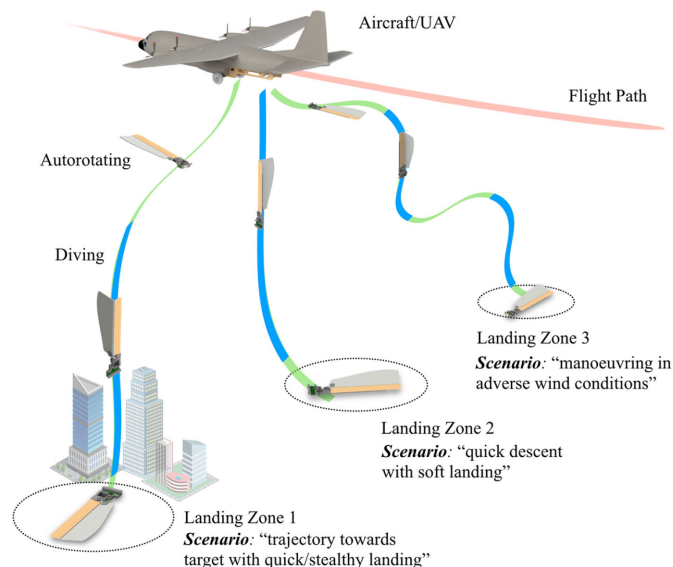 Aircraft/UAV
Flight Path
Autorotating
Diving
Landing Zone 3
Scenario: “manoeuvring in
adverse wind conditions”
Landing Zone 2
Scenario: “quick descent
with soft landing”
Landing Zone 1
Scenario: “trajectory towards
target with quick/stealthy landing”